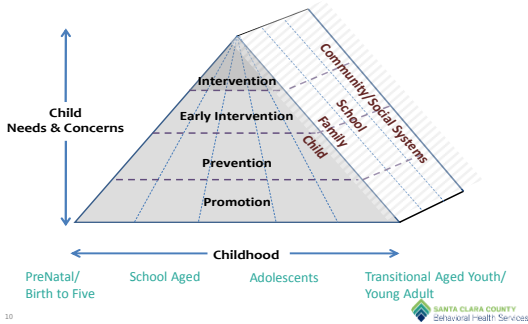 Child
Needs & Concerns
Intervention
Early Intervention
Prevention
Promotion
Child
Family
School
Community/Social Systems
Childhood
PreNatal/
Birth to Five
School Aged
Adolescents
Transitional Aged Youth/
Young Adult
10
SANTA CLARA COUNTY
Behavioral Health Services